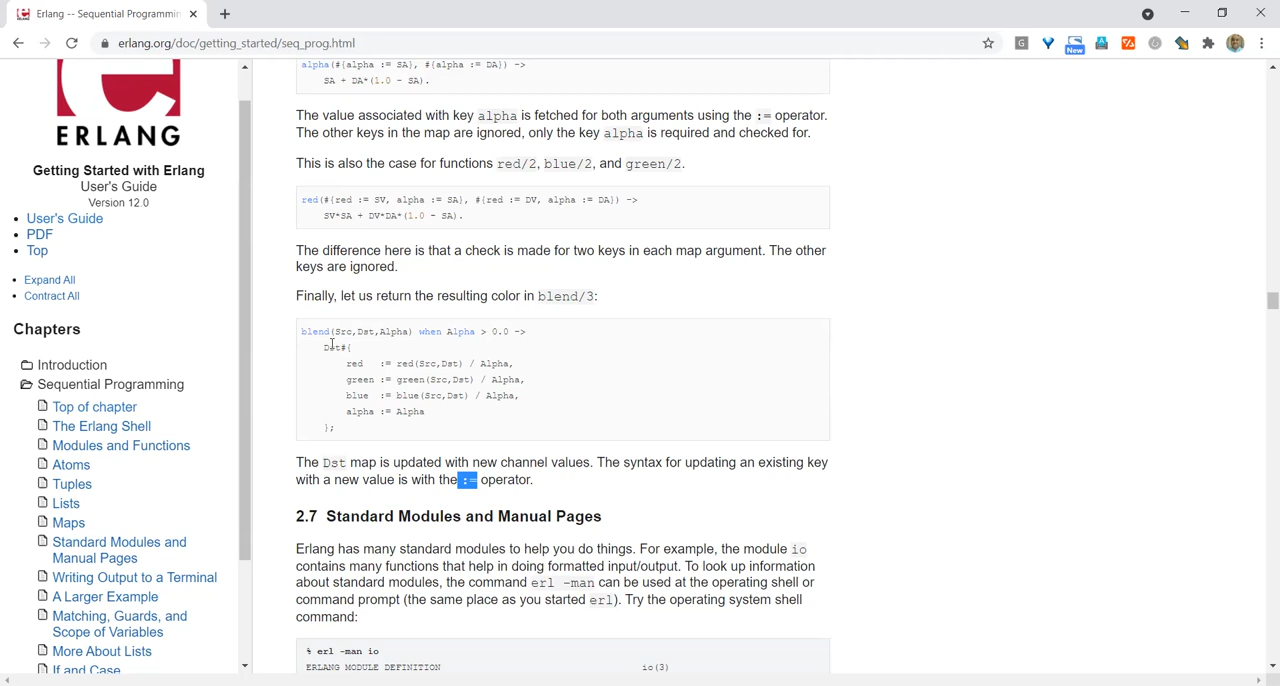 Erlang -- Sequential Programmin
erlang.org/doc/getting_started/seq_prog.html
New
ERLANG
Getting Started with Erlang
User's Guide
Version 12.0
User's Guide
PDF
Top
Expand All
Contract All
Chapters
Introduction
Sequential Programming
Top of chapter
The Erlang Shell
Modules and Functions
Atoms
Tuples
Lists
Maps
Standard Modules and
Manual Pages
Writing Output to a Terminal
A Larger Example
Matching, Guards, and
Scope of Variables
More About Lists
If and Case
alpha(#{alpha := SA}, #{alpha := DA}) ->
SA + DA*(1.0 - SA).
The value associated with key alpha is fetched for both arguments using the := operator.
The other keys in the map are ignored, only the key alpha is required and checked for.
This is also the case for functions red/2, blue/2, and green/2.
red(#{red := SV, alpha := SA}, #{red := DV, alpha := DA}) ->
SV*SA + DV*DA*(1.0 - SA).
The difference here is that a check is made for two keys in each map argument. The other
keys are ignored.
Finally, let us return the resulting color in blend/3:
blend(Src,Dst,Alpha) when Alpha > 0.0 ->
Dst#{
red := red(Src,Dst) / Alpha,
green := green(Src,Dst) / Alpha,
blue := blue(Src,Dst) / Alpha,
alpha := Alpha
};
The Dst map is updated with new channel values. The syntax for updating an existing key
with a new value is with the := operator.
2.7 Standard Modules and Manual Pages
Erlang has many standard modules to help you do things. For example, the module io
contains many functions that help in doing formatted input/output. To look up information
about standard modules, the command erl -man can be used at the operating shell or
command prompt (the same place as you started erl). Try the operating system shell
command:
% erl -man io
ERLANG MODULE DEFINITION io(3)